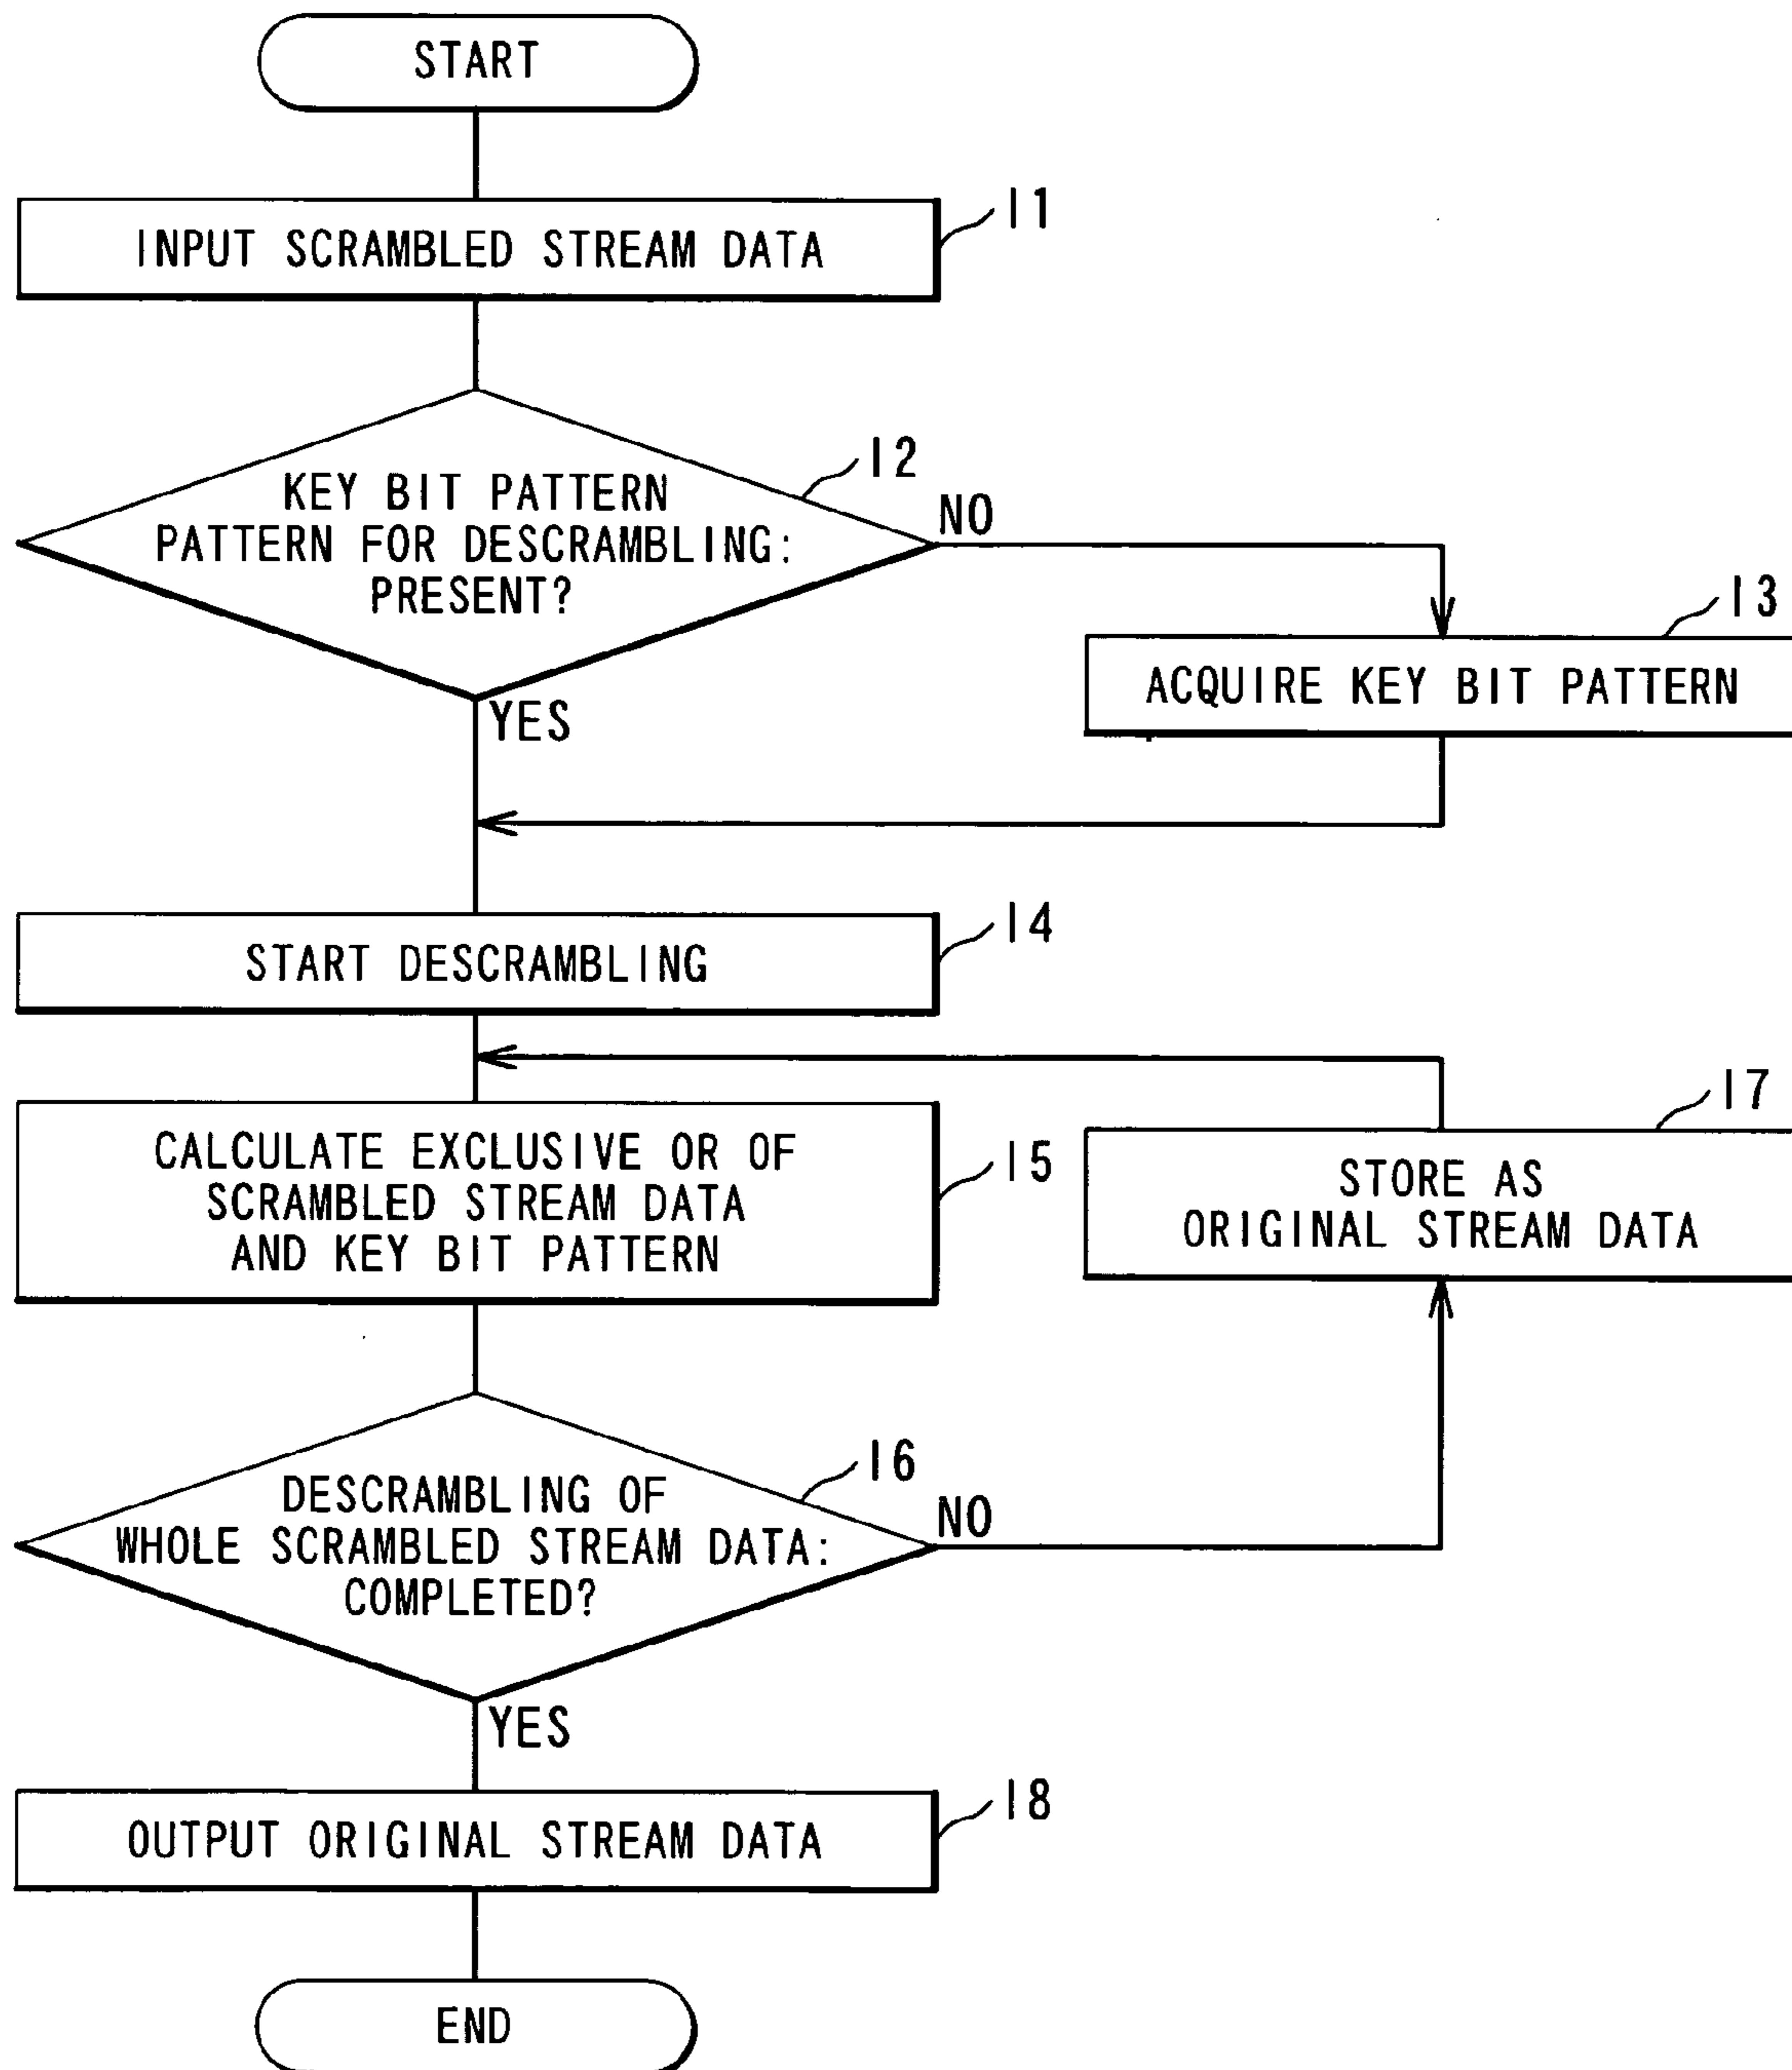 START
11
INPUT SCRAMBLED STREAM DATA
12
KEY BIT PATTERN
PATTERN FOR DESCRAMBLING:
PRESENT?
NO
YES
13
ACQUIRE KEY BIT PATTERN
14
START DESCRAMBLING
15
CALCULATE EXCLUSIVE OR OF
SCRAMBLED STREAM DATA
AND KEY BIT PATTERN
17
STORE AS
ORIGINAL STREAM DATA
16
DESCRAMBLING OF
WHOLE SCRAMBLED STREAM DATA:
COMPLETED?
NO
YES
18
OUTPUT ORIGINAL STREAM DATA
END